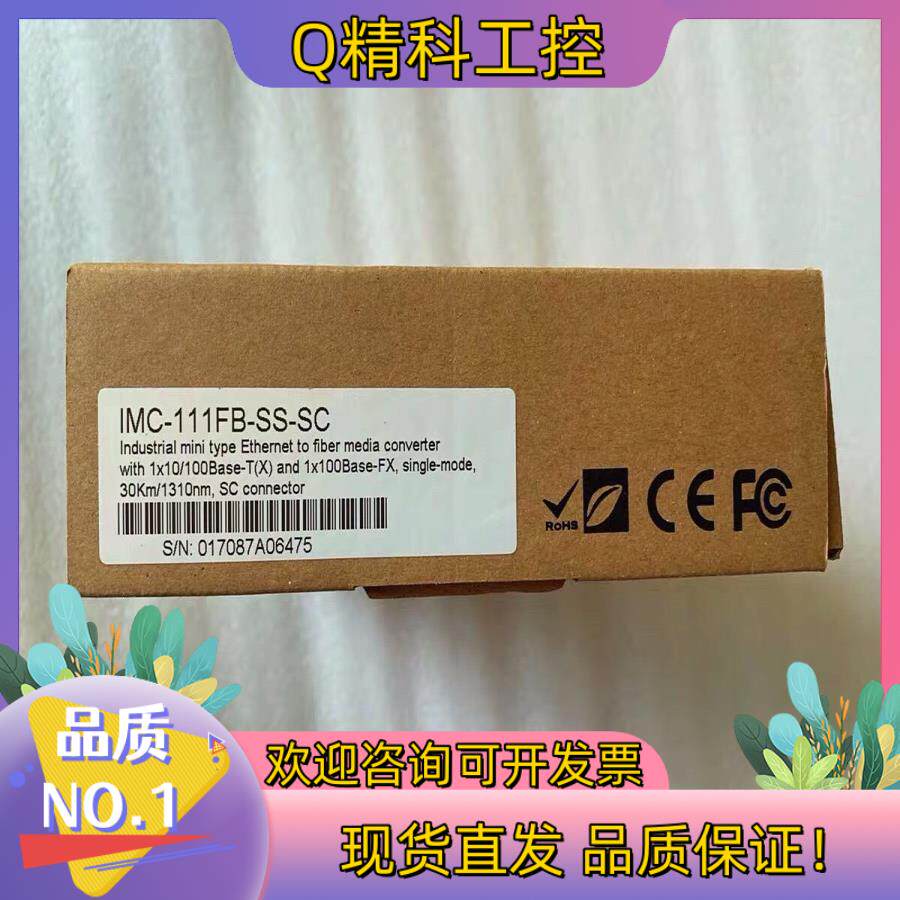 Q精科工控
IMC-111FB-SS-SC
Industrial mini type Ethernet to fiber media converter
with 1x10/100Base-T(X) and 1x100Base-FX, single-mode,
30Km/1310nm, SC connector
S/N: 017087A06475
RoHS
CE FC
品质
NO.1
欢迎咨询可开发票
现货直发 品质保证!